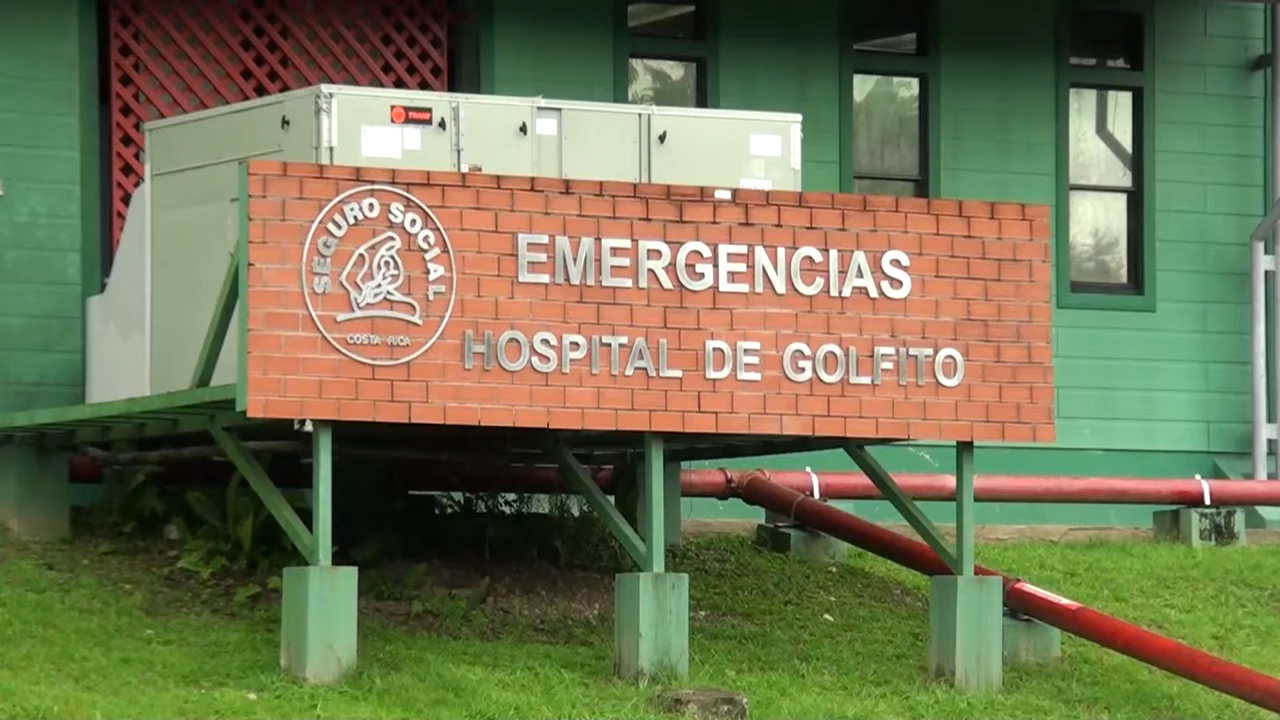 SEGURO SOCIAL
COSTA RICA
EMERGENCIAS
HOSPITAL DE GOLFITO
TRANE